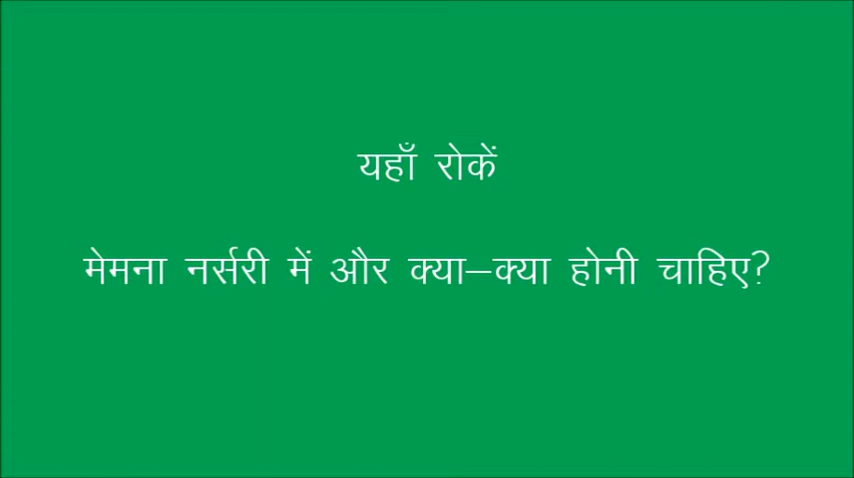 यहाँ रोकें
मेमना नर्सरी में और क्या–क्या होनी चाहिए?